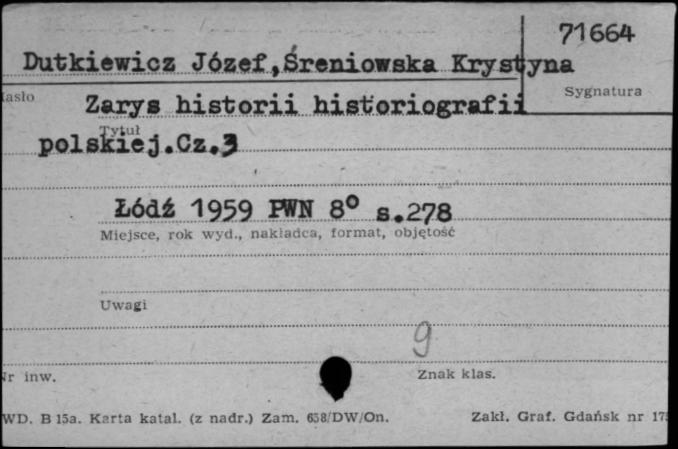 71664
Dutkiewicz Józef,Śreniowska Krystyna
Sygnatura
Hasło
Zarys historii historiografii
Tytuł
polskiej.Cz.3
Łódź 1959 PWN 8° s.278
Miejsce, rok wyd., nakładca, format, objętość
Uwagi
9
Nr inw.
Znak klas.
WD. B 15a. Karta katal. (z nadr.) Zam. 658/DW/On.
Zakł. Graf. Gdańsk nr 175